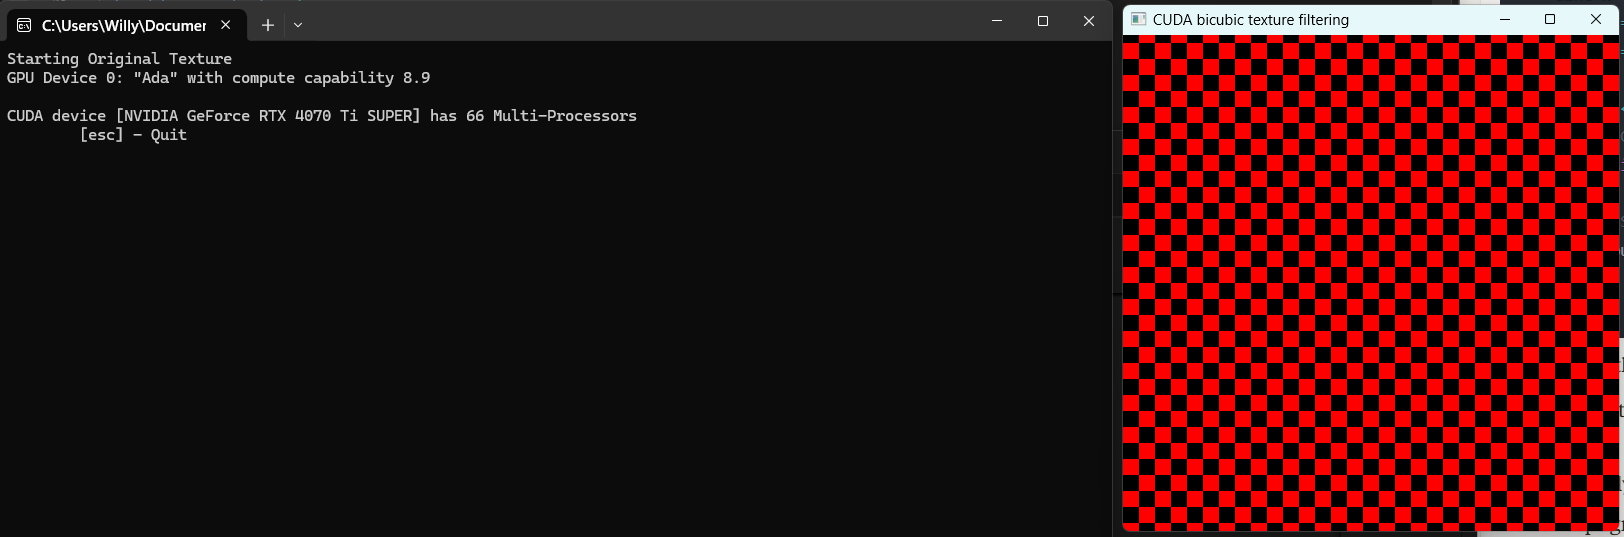 C:\Users\Willy\Documer
Starting Original Texture
GPU Device 0: "Ada" with compute capability 8.9
CUDA device [NVIDIA GeForce RTX 4070 Ti SUPER] has 66 Multi-Processors
[esc] - Quit
CUDA bicubic texture filtering